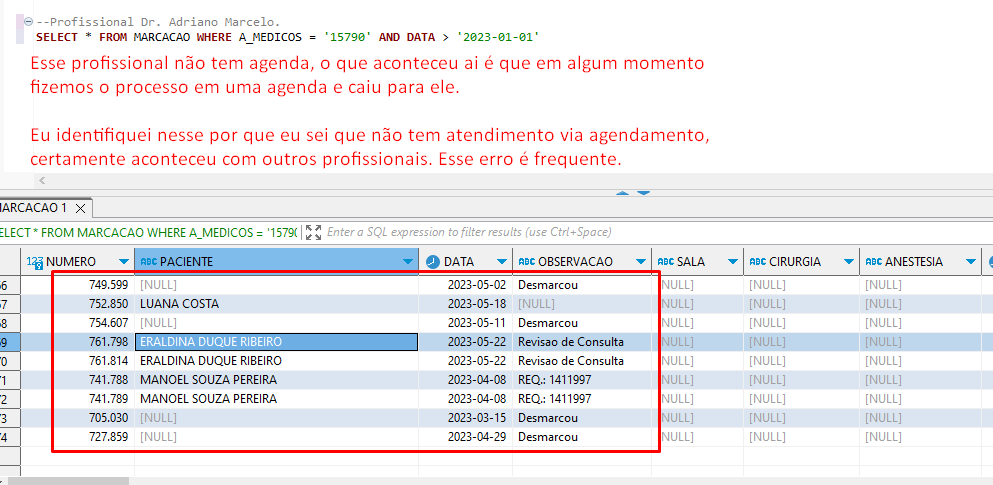 --Profissional Dr. Adriano Marcelo.
SELECT * FROM MARCACAO WHERE A_MEDICOS = '15790' AND DATA > '2023-01-01'
Esse profissional não tem agenda, o que aconteceu ai é que em algum momento
fizemos o processo em uma agenda e caiu para ele.
Eu identifiquei nesse por que eu sei que não tem atendimento via agendamento,
certamente aconteceu com outros profissionais. Esse erro é frequente.
MARCACAO 1
SELECT * FROM MARCACAO WHERE A_MEDICOS = '15790 Enter a SQL expression to filter results (use Ctrl+Space)
123 NUMERO ABC PACIENTE DATA ABC OBSERVACAO ABC SALA ABC CIRURGIA ABC ANESTESIA
66 749.599 [NULL] 2023-05-02 Desmarcou [NULL] [NULL] [NULL]
67 752.850 LUANA COSTA 2023-05-18 [NULL] [NULL] [NULL] [NULL]
68 754.607 [NULL] 2023-05-11 Desmarcou [NULL] [NULL] [NULL]
69 761.798 ERALDINA DUQUE RIBEIRO 2023-05-22 Revisao de Consulta [NULL] [NULL] [NULL]
70 761.814 ERALDINA DUQUE RIBEIRO 2023-05-22 Revisao de Consulta [NULL] [NULL] [NULL]
71 741.788 MANOEL SOUZA PEREIRA 2023-04-08 REQ.: 1411997 [NULL] [NULL] [NULL]
72 741.789 MANOEL SOUZA PEREIRA 2023-04-08 REQ.: 1411997 [NULL] [NULL] [NULL]
73 705.030 [NULL] 2023-03-15 Desmarcou [NULL] [NULL] [NULL]
74 727.859 [NULL] 2023-04-29 Desmarcou [NULL] [NULL] [NULL]